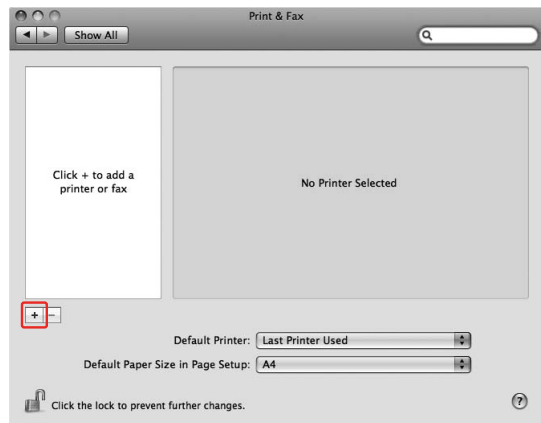 Print & Fax
Show All
Click + to add a
printer or fax
No Printer Selected
+ −
Default Printer: Last Printer Used
Default Paper Size in Page Setup: A4
Click the lock to prevent further changes.
?